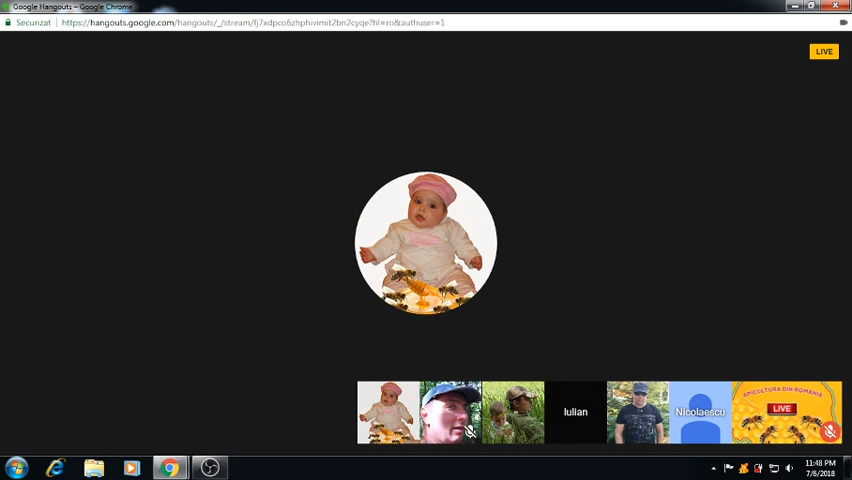 Google Hangouts - Google Chrome
Securizat
https://hangouts.google.com/hangouts/_/stream/fj7xdpco6zhphivimit2bn2cyqe?hl=ro&authuser=1
LIVE
Iulian
Nicolaescu
APICULTURA DIN ROMANIA
LIVE
11:48 PM
7/6/2018